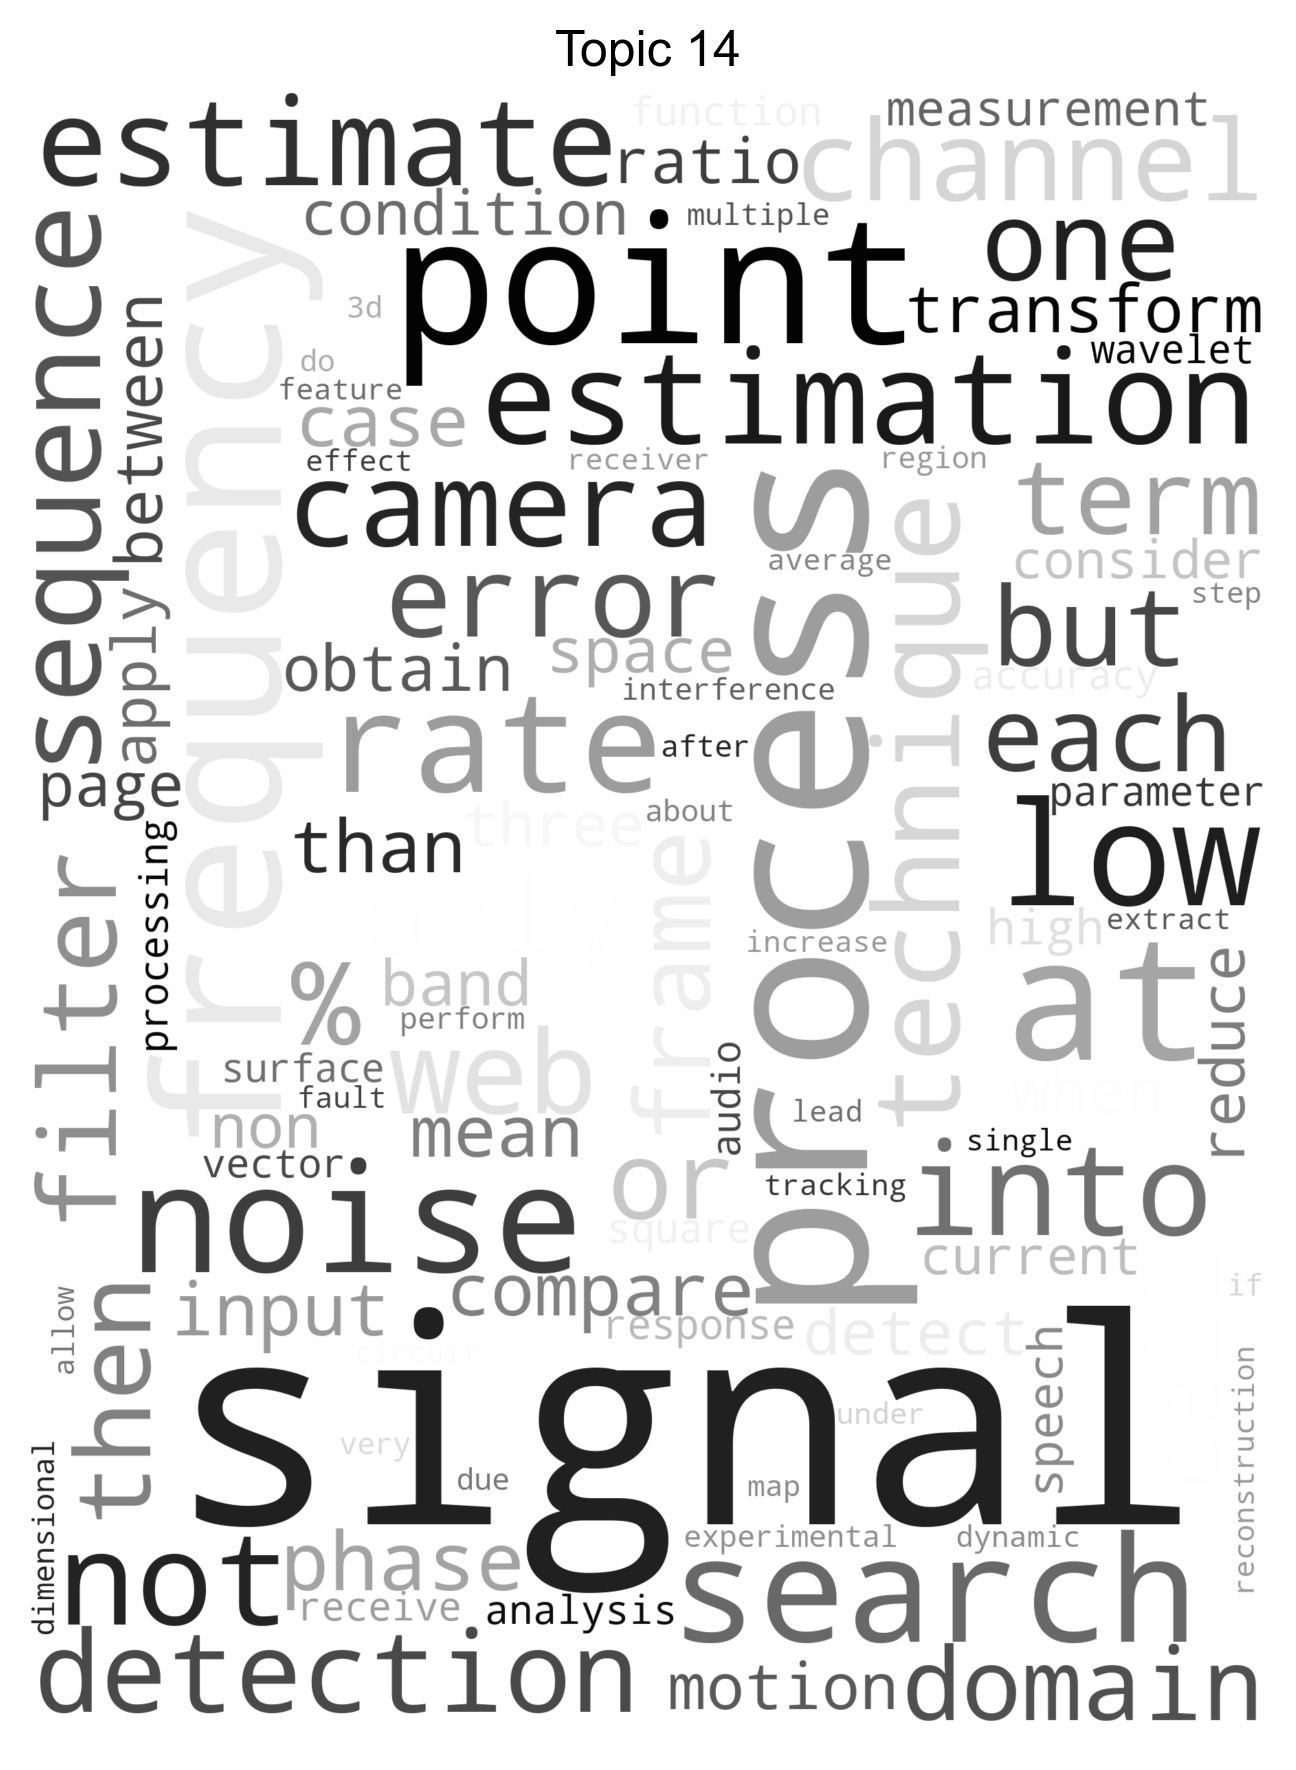 Topic 14
function
measurement
estimate
ratio
channel
condition
multiple
point
one
sequence
frequency
between
3d
transform
wavelet
do
feature
estimation
case
effect
receiver
region
camera
process
technique
term
average
consider
error
step
but
apply
space
obtain
accuracy
interference
rate
after
each
page
parameter
about
three
low
than
processing
filter
frame
only
high
extract
increase
%
band
at
reduce
perform
web
surface
audio
when
fault
non
mean
lead
single
vector
or
tracking
into
noise
square
current
compare
then
input
allow
if
response
detect
circuit
signal
speech
reconstruction
under
very
due
map
dimensional
experimental
dynamic
not
phase
search
receive
analysis
detection
motion
domain